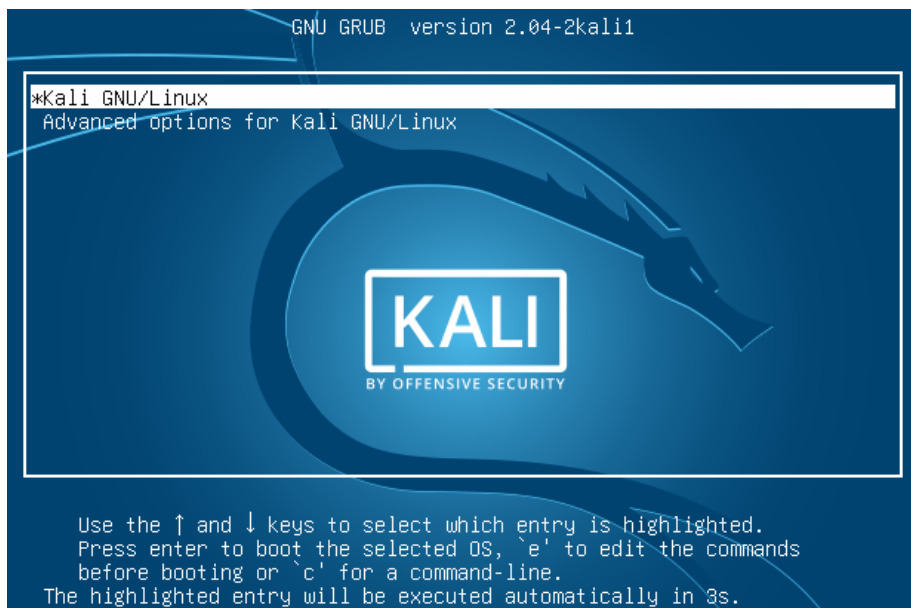 GNU GRUB  version 2.04-2kali1
*Kali GNU/Linux
Advanced options for Kali GNU/Linux
KALI
BY OFFENSIVE SECURITY
Use the ↑ and ↓ keys to select which entry is highlighted.
Press enter to boot the selected OS, `e' to edit the commands
before booting or `c' for a command-line.
The highlighted entry will be executed automatically in 3s.